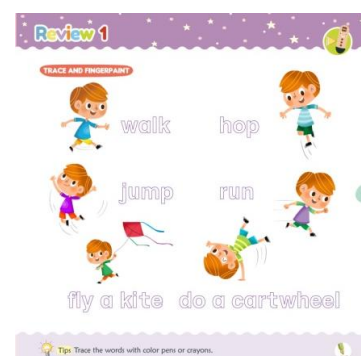 Review 1
TRACE AND FINGERPAINT
walk hop
jump run
fly a kite do a cartwheel
Tips Trace the words with color pens or crayons.